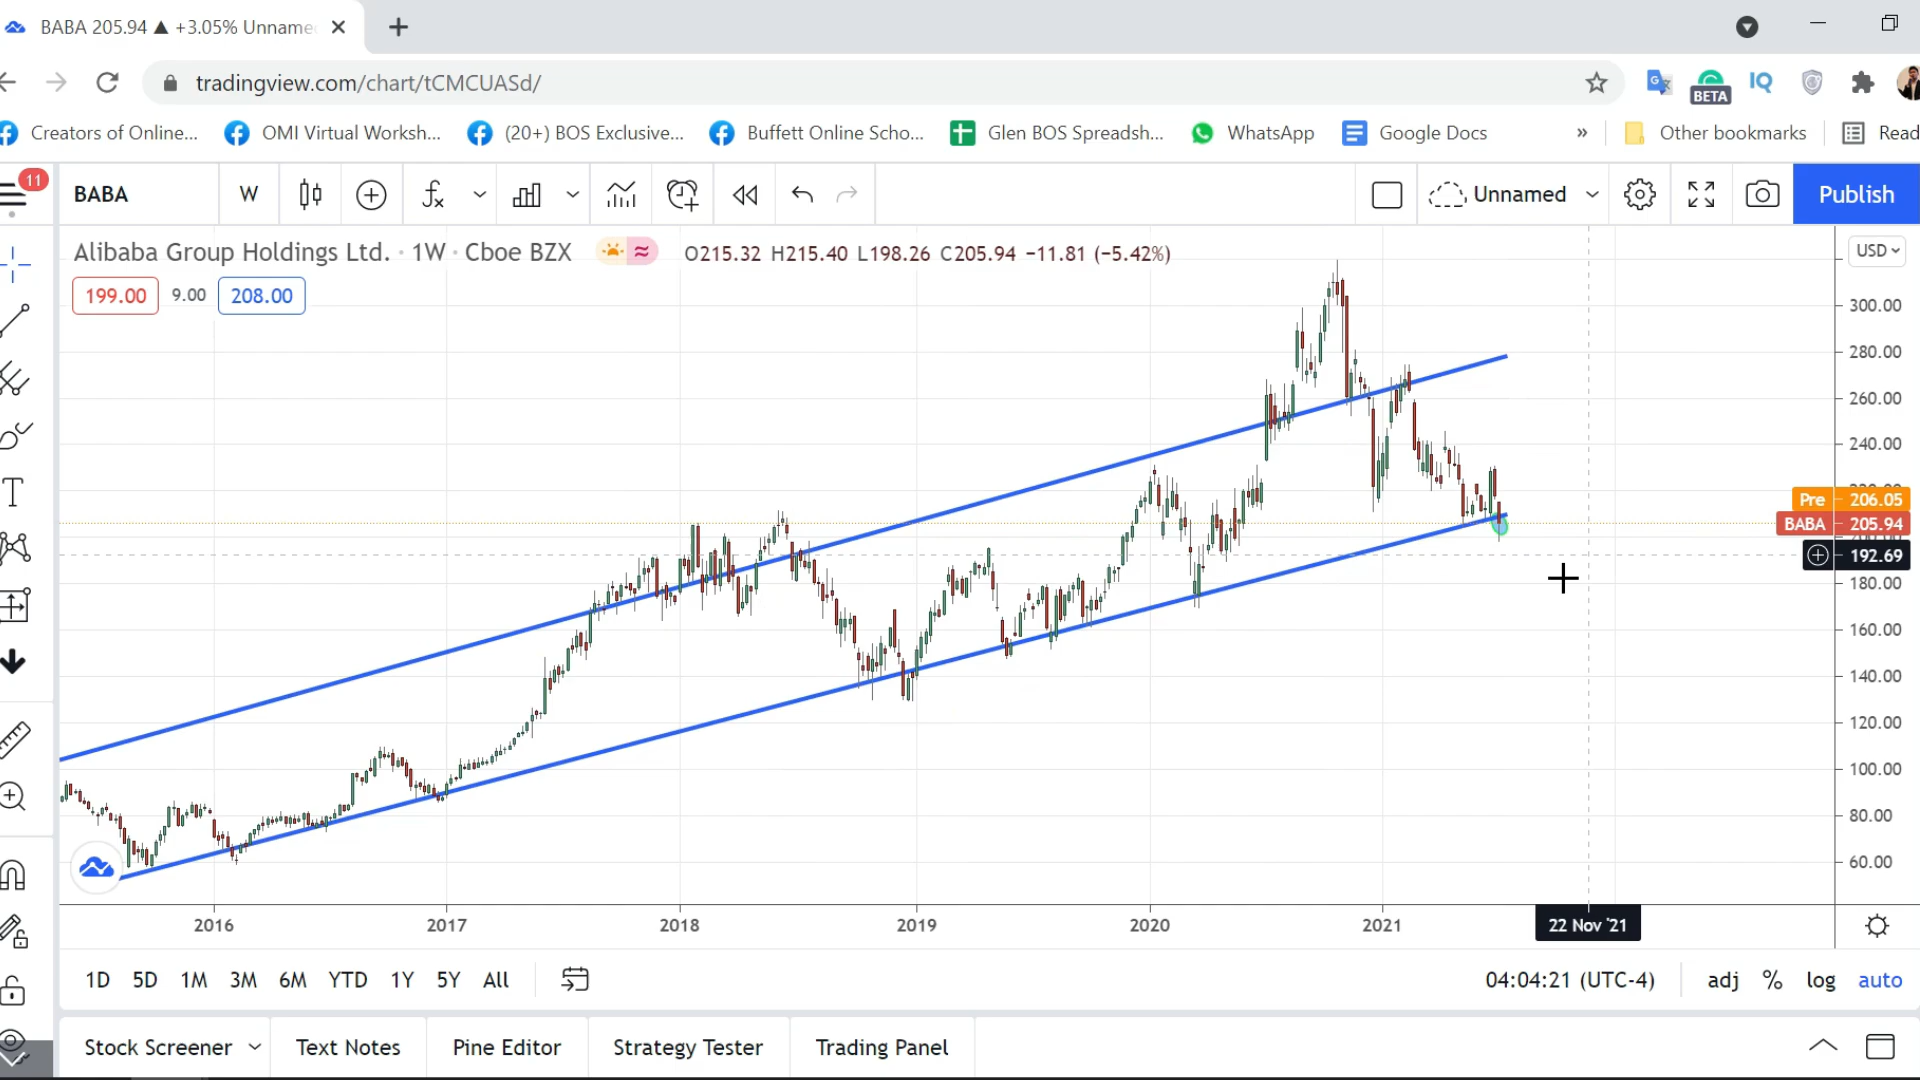 BABA 205.94 ▲ +3.05% Unname
tradingview.com/chart/tCMCUASd/
BETA
IQ
Creators of Online... OMI Virtual Worksh... (20+) BOS Exclusive... Buffett Online Scho... Glen BOS Spreadsh... WhatsApp Google Docs » Other bookmarks Read
11
BABA W Unnamed Publish
Alibaba Group Holdings Ltd. · 1W · Cboe BZX O215.32 H215.40 L198.26 C205.94 −11.81 (−5.42%)
USD
199.00 9.00 208.00
300.00
280.00
260.00
240.00
Pre 206.05
BABA 205.94
192.69
180.00
160.00
140.00
120.00
100.00
80.00
60.00
2016 2017 2018 2019 2020 2021 22 Nov '21
1D 5D 1M 3M 6M YTD 1Y 5Y All 04:04:21 (UTC-4) adj % log auto
Stock Screener Text Notes Pine Editor Strategy Tester Trading Panel